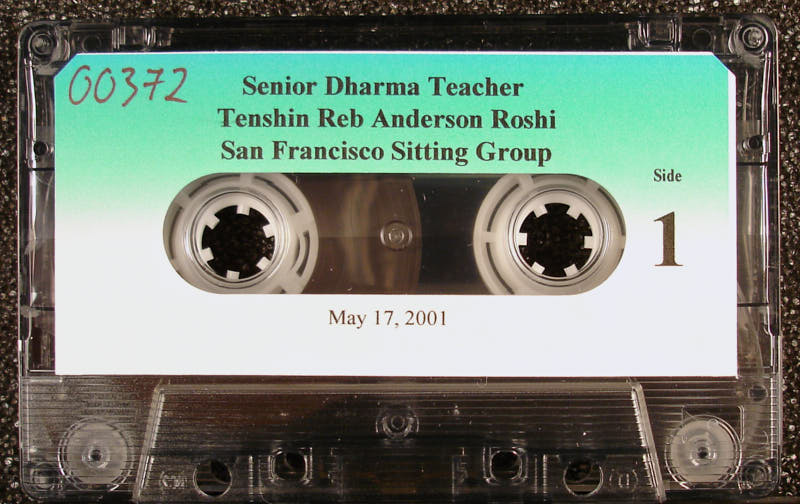 00372
Senior Dharma Teacher
Tenshin Reb Anderson Roshi
San Francisco Sitting Group
Side
1
May 17, 2001